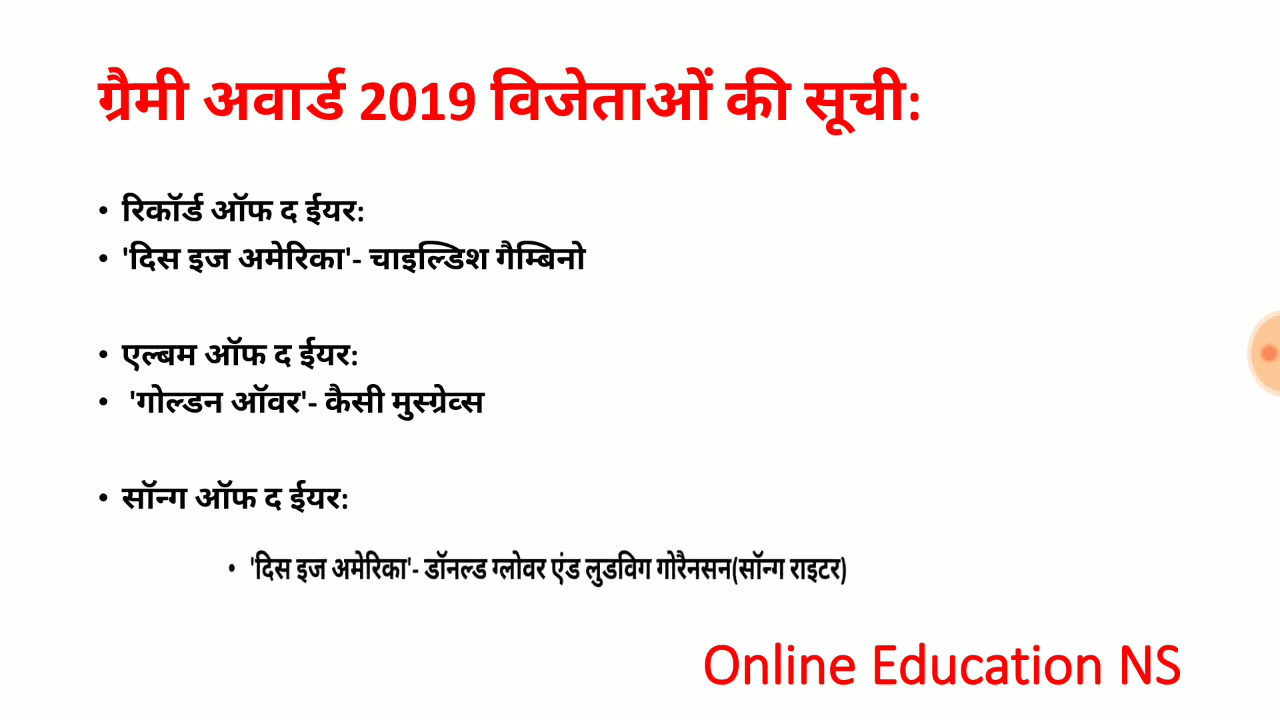 ग्रैमी अवार्ड 2019 विजेताओं की सूची:
• रिकॉर्ड ऑफ द ईयर:
• 'दिस इज अमेरिका'- चाइल्डिश गैम्बिनो
• एल्बम ऑफ द ईयर:
• 'गोल्डन ऑवर'- कैसी मुस्ग्रेव्स
• सॉन्ग ऑफ द ईयर:
• 'दिस इज अमेरिका'- डॉनल्ड ग्लोवर एंड लुडविग गोरैनसन(सॉन्ग राइटर)
Online Education NS